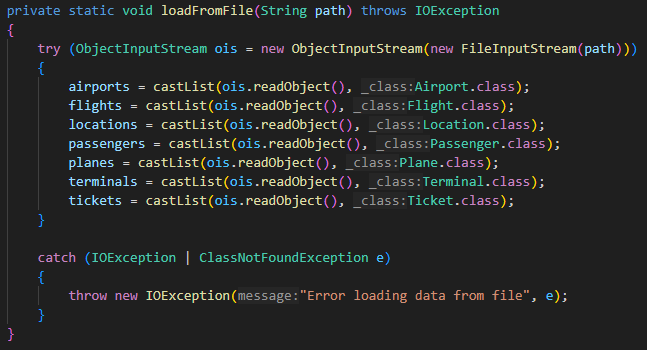 private static void loadFromFile(String path) throws IOException
{
try (ObjectInputStream ois = new ObjectInputStream(new FileInputStream(path)))
{
airports = castList(ois.readObject(), _class:Airport.class);
flights = castList(ois.readObject(), _class:Flight.class);
locations = castList(ois.readObject(), _class:Location.class);
passengers = castList(ois.readObject(), _class:Passenger.class);
planes = castList(ois.readObject(), _class:Plane.class);
terminals = castList(ois.readObject(), _class:Terminal.class);
tickets = castList(ois.readObject(), _class:Ticket.class);
}
catch (IOException | ClassNotFoundException e)
{
throw new IOException(message:"Error loading data from file", e);
}
}